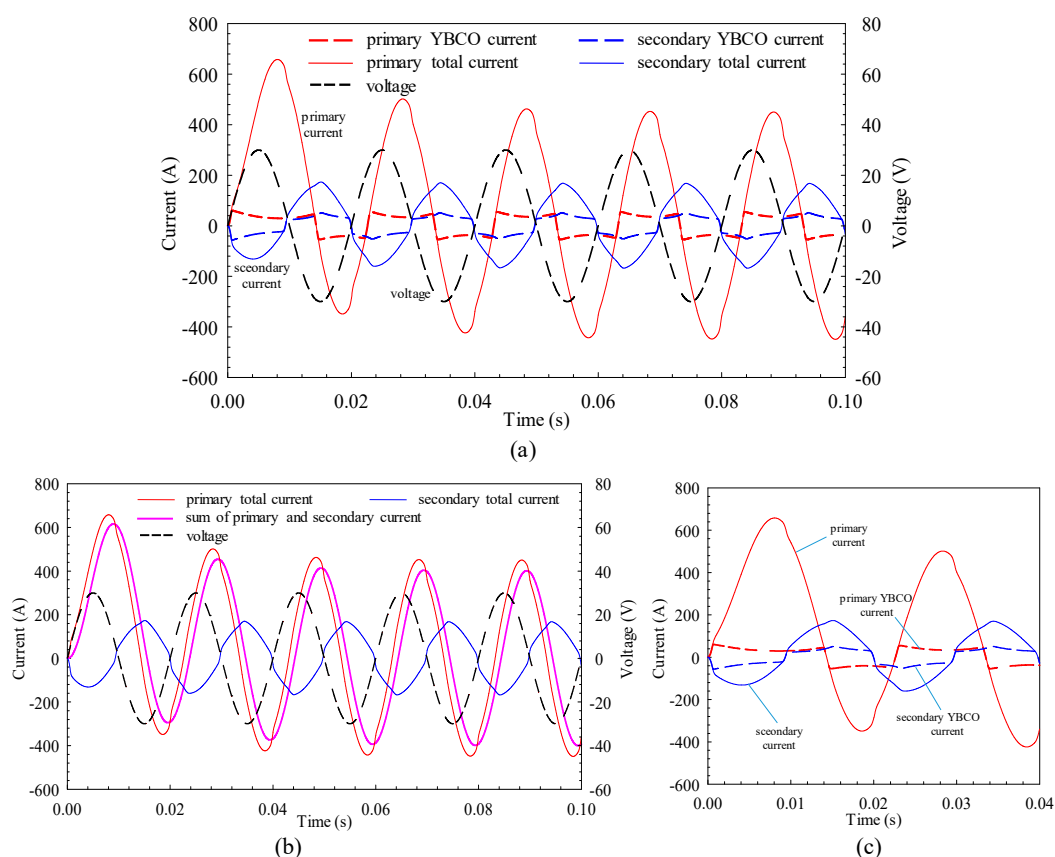 800
600
400
200
0
-200
-400
-600
Current (A)
80
60
40
20
0
-20
-40
-60
Voltage (V)
primary YBCO current
secondary YBCO current
primary total current
secondary total current
voltage
primary
current
sceondary
current
voltage
0.00
0.02
0.04
0.06
0.08
0.10
Time (s)
(a)
800
600
400
200
0
-200
-400
-600
Current (A)
80
60
40
20
0
-20
-40
-60
Voltage (V)
primary total current
secondary total current
sum of primary and secondary current
voltage
0.00
0.02
0.04
0.06
0.08
0.10
Time (s)
(b)
800
600
400
200
0
-200
-400
-600
Current (A)
primary
current
primary YBCO
current
sceondary
current
secondary YBCO
current
0.00
0.01
0.02
0.03
0.04
Time (s)
(c)